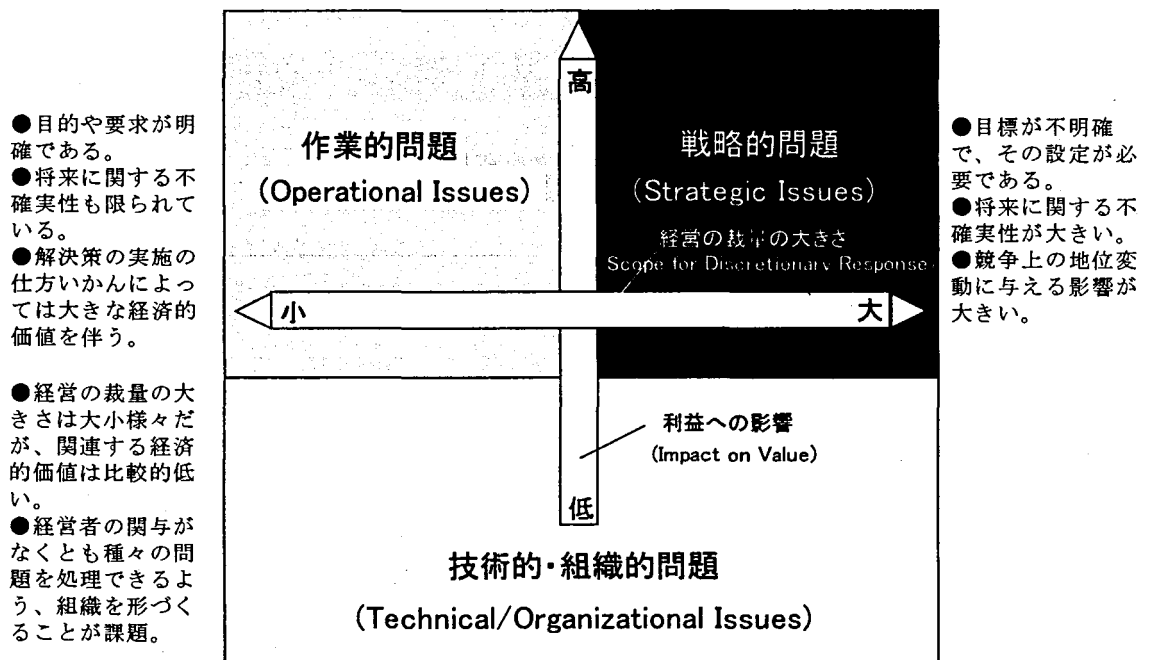 ●目的や要求が明
確である。
●将来に関する不
確実性も限られて
いる。
●解決策の実施の
仕方いかんによっ
ては大きな経済的
価値を伴う。
●経営の裁量の大
きさは大小様々だ
が、関連する経済
的価値は比較的低
い。
●経営者の関与が
なくとも種々の問
題を処理できるよ
う、組織を形づく
ることが課題。
高
作業的問題
(Operational Issues)
戦略的問題
(Strategic Issues)
経営の裁量の大きさ
Scope for Discretionary Response
小
大
利益への影響
(Impact on Value)
低
技術的・組織的問題
(Technical/Organizational Issues)
●目標が不明確
で、その設定が必
要である。
●将来に関する不
確実性が大きい。
●競争上の地位変
動に与える影響が
大きい。